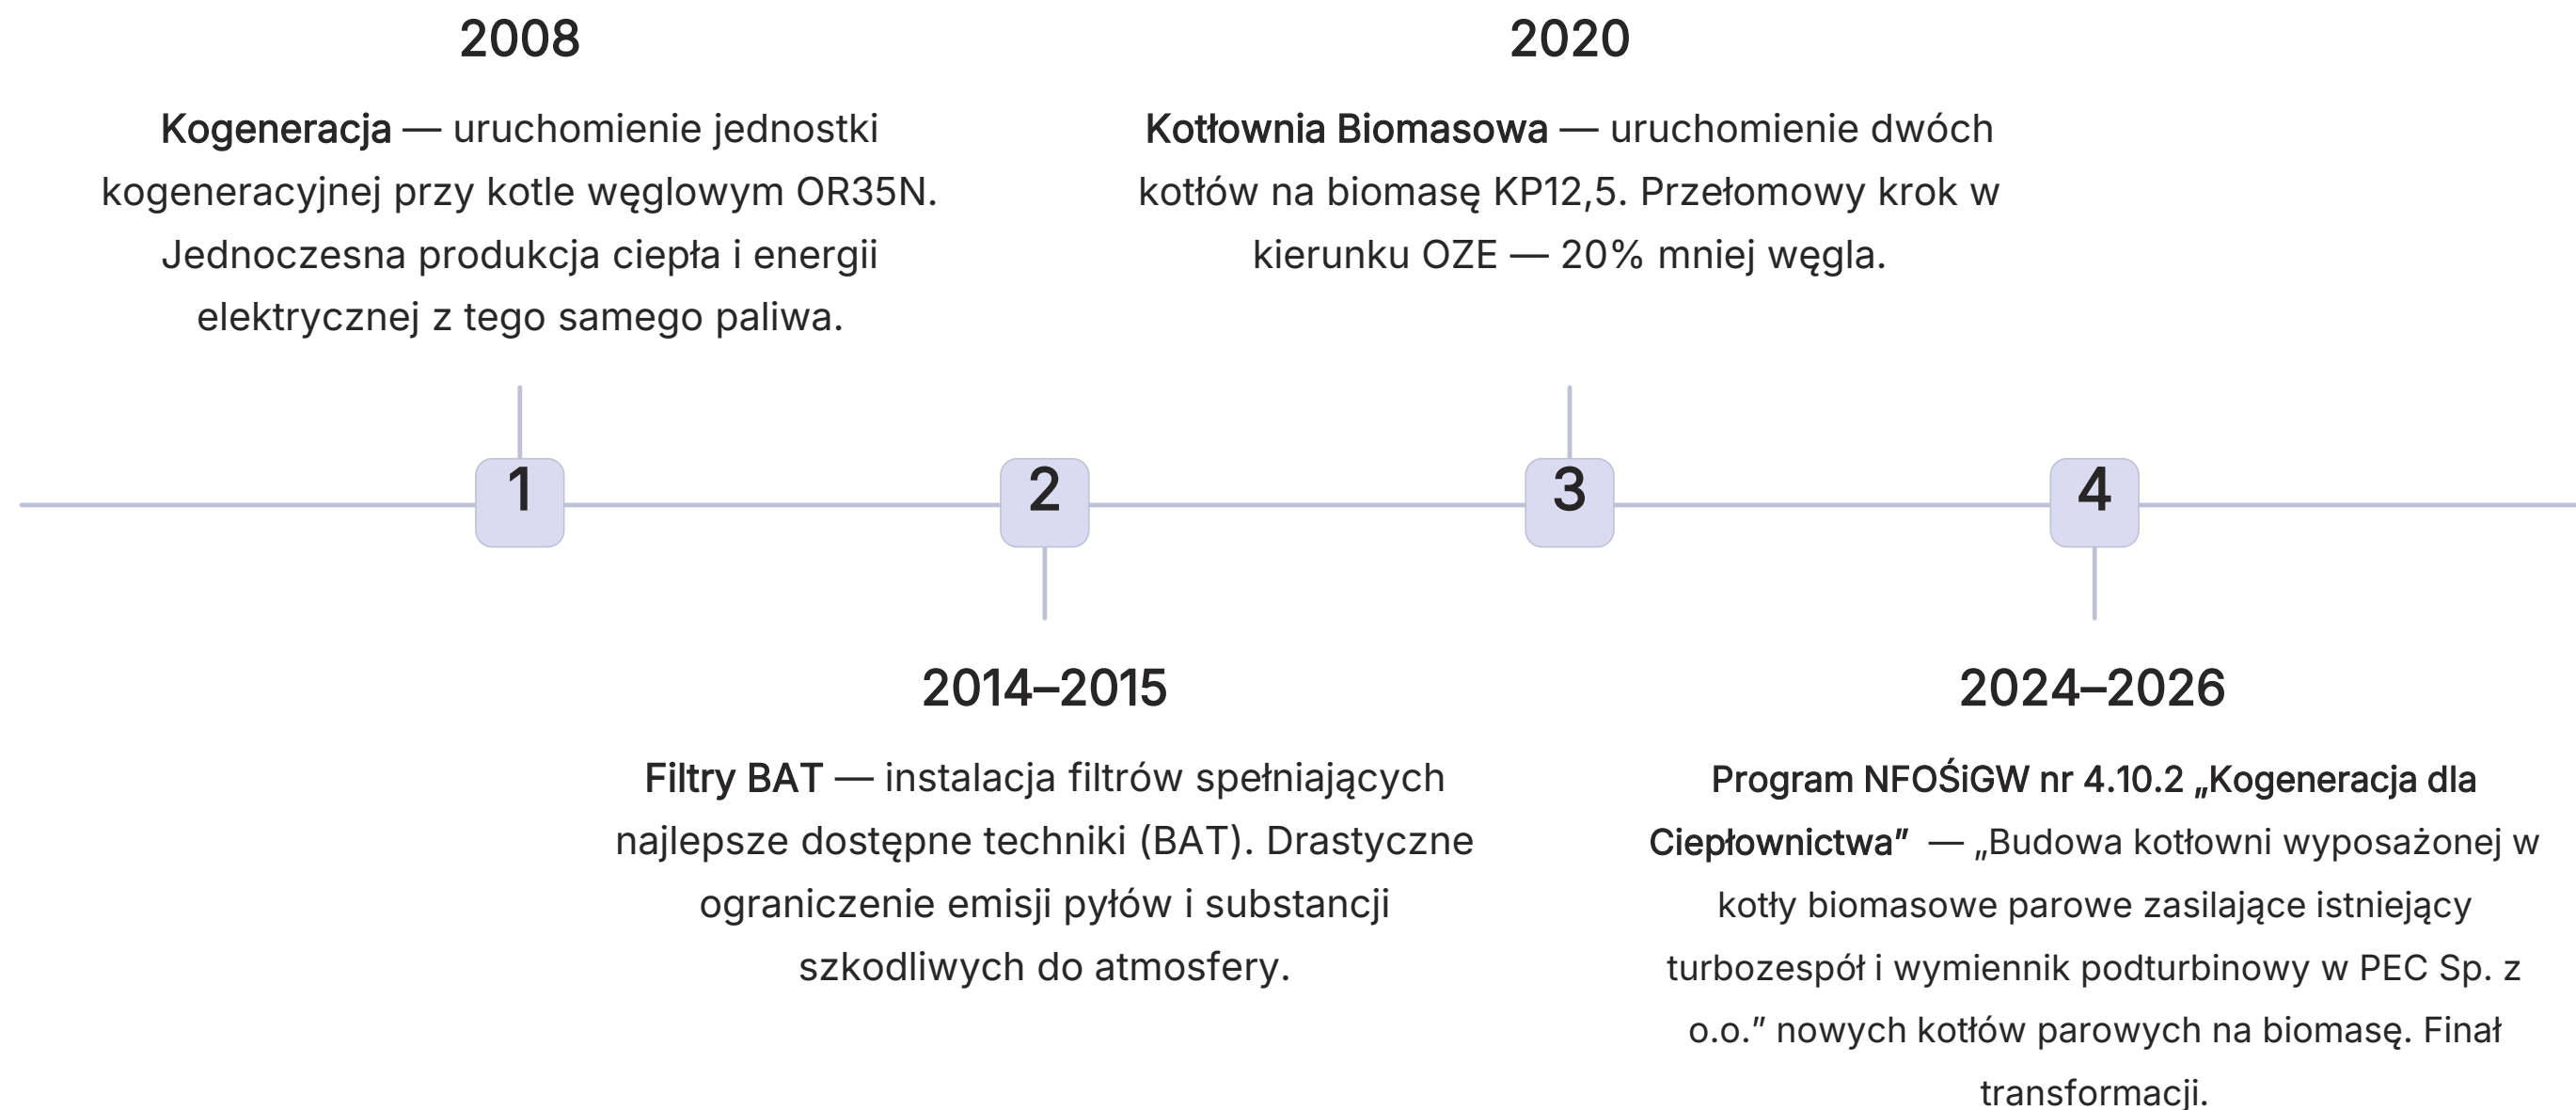 2008
Kogeneracja — uruchomienie jednostki
kogeneracyjnej przy kotle węglowym OR35N.
Jednoczesna produkcja ciepła i energii
elektrycznej z tego samego paliwa.
2020
Kotłownia Biomasowa — uruchomienie dwóch
kotłów na biomasę KP12,5. Przełomowy krok w
kierunku OZE — 20% mniej węgla.
1
2
3
4
2014–2015
Filtry BAT — instalacja filtrów spełniających
najlepsze dostępne techniki (BAT). Drastyczne
ograniczenie emisji pyłów i substancji
szkodliwych do atmosfery.
2024–2026
Program NFOŚiGW nr 4.10.2 „Kogeneracja dla
Ciepłownictwa” — „Budowa kotłowni wyposażonej w
kotły biomasowe parowe zasilające istniejący
turbozespół i wymiennik podturbinowy w PEC Sp. z
o.o.” nowych kotłów parowych na biomasę. Finał
transformacji.